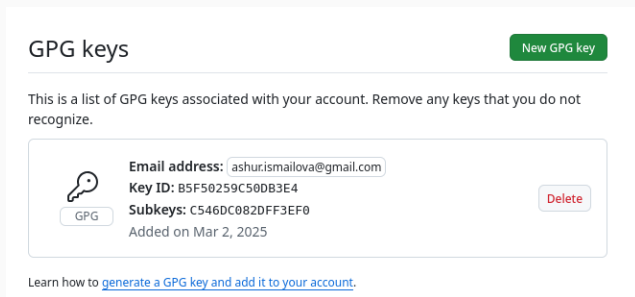 GPG keys
New GPG key
This is a list of GPG keys associated with your account. Remove any keys that you do not
recognize.
Email address: ashur.ismailova@gmail.com
Key ID: B5F50259C50DB3E4
GPG
Subkeys: C546DC082DFF3EF0
Delete
Added on Mar 2, 2025
Learn how to generate a GPG key and add it to your account.